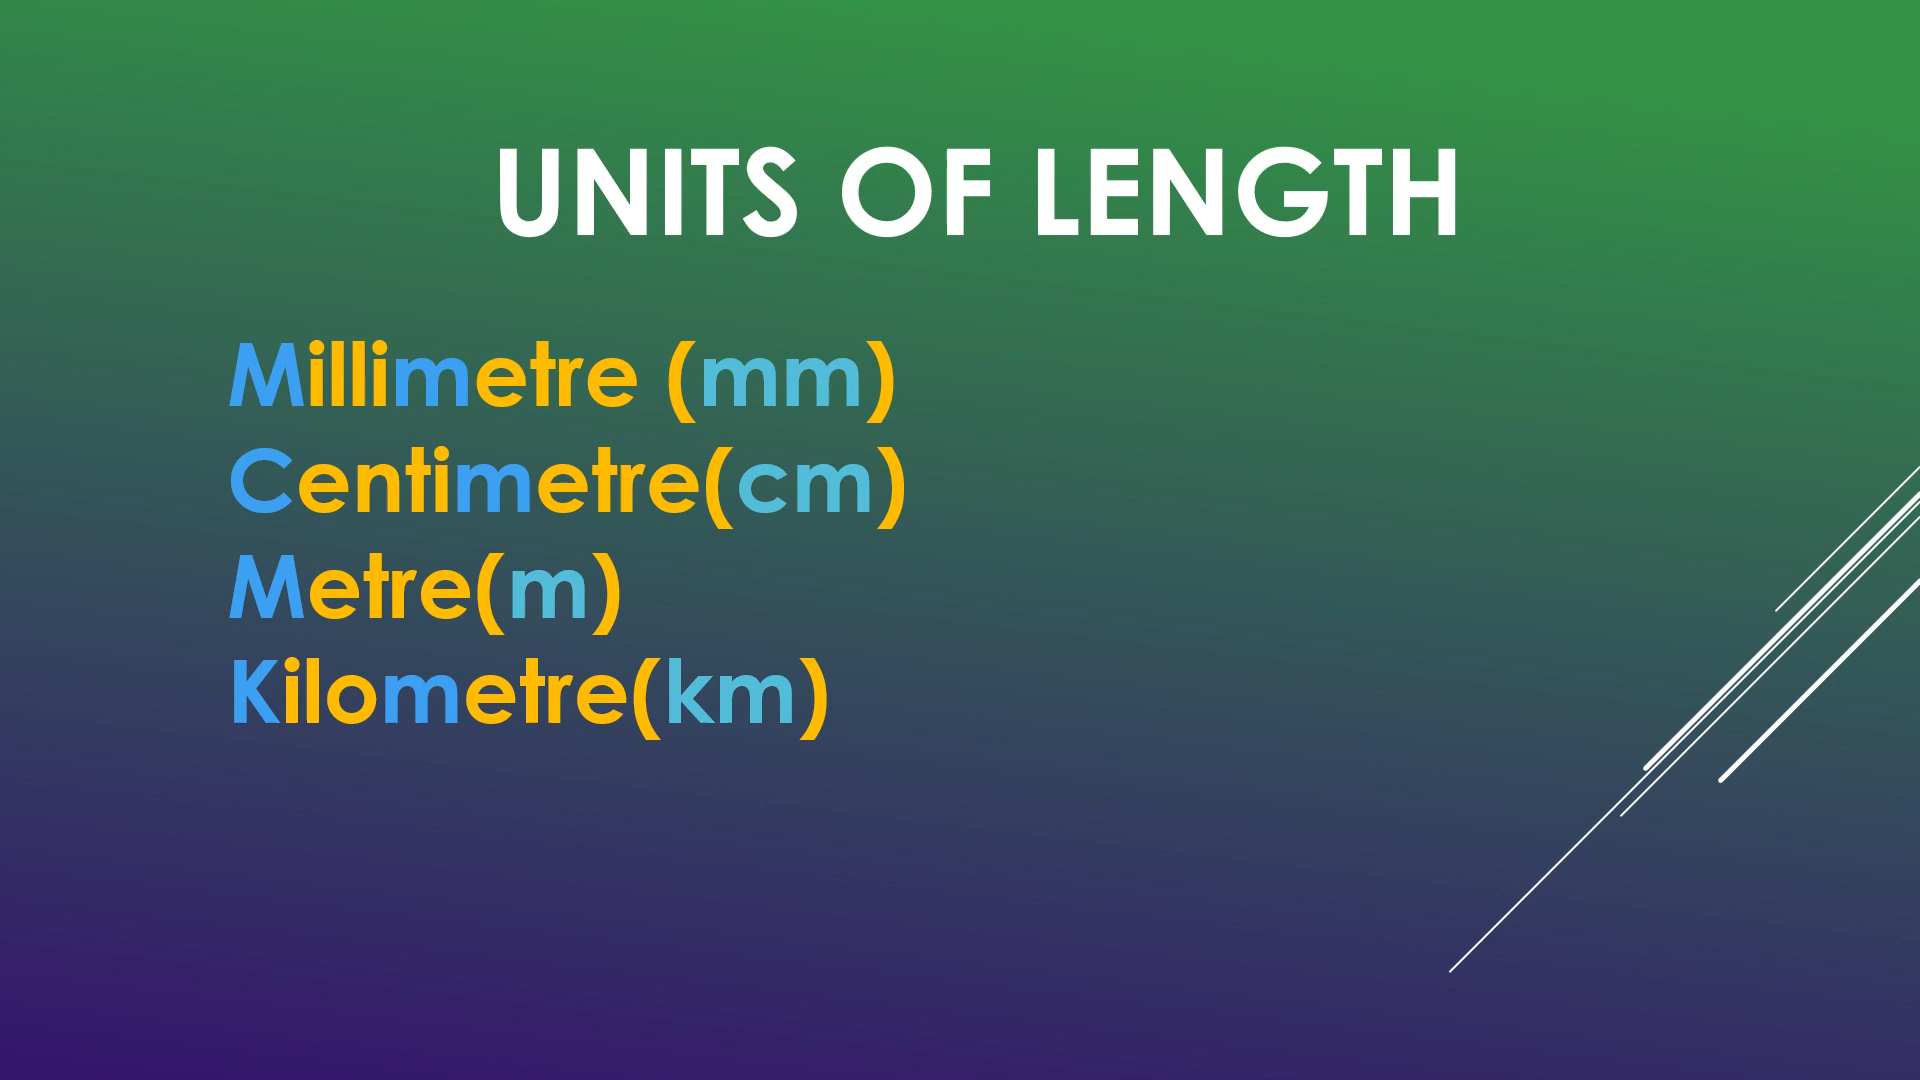 UNITS OF LENGTH
Millimetre (mm)
Centimetre(cm)
Metre(m)
Kilometre(km)